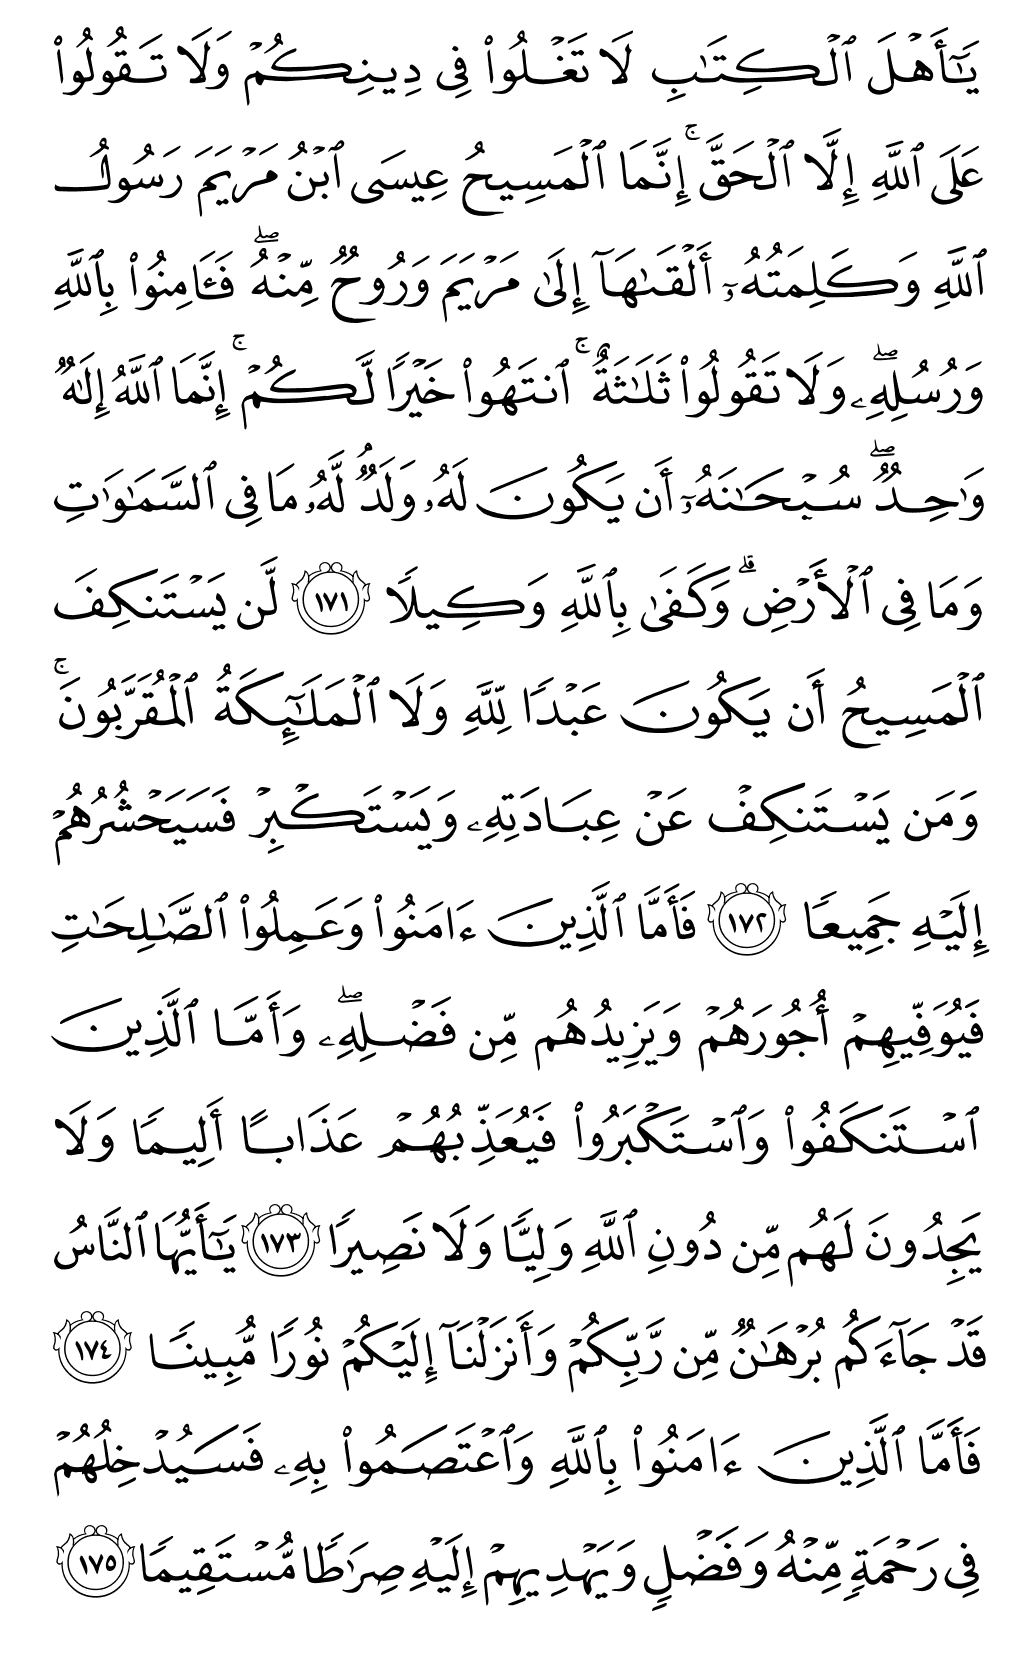 يَٰٓأَهۡلَ ٱلۡكِتَٰبِ لَا تَغۡلُواْ فِي دِينِكُمۡ وَلَا تَقُولُواْ
عَلَى ٱللَّهِ إِلَّا ٱلۡحَقَّۚ إِنَّمَا ٱلۡمَسِيحُ عِيسَى ٱبۡنُ مَرۡيَمَ رَسُولُ
ٱللَّهِ وَكَلِمَتُهُۥٓ أَلۡقَىٰهَآ إِلَىٰ مَرۡيَمَ وَرُوحٞ مِّنۡهُۖ فَـَٔامِنُواْ بِٱللَّهِ
وَرُسُلِهِۦۖ وَلَا تَقُولُواْ ثَلَٰثَةٌۚ ٱنتَهُواْ خَيۡرٗا لَّكُمۡۚ إِنَّمَا ٱللَّهُ إِلَٰهٞ
وَٰحِدٞۖ سُبۡحَٰنَهُۥٓ أَن يَكُونَ لَهُۥ وَلَدٞۘ لَّهُۥ مَا فِي ٱلسَّمَٰوَٰتِ
وَمَا فِي ٱلۡأَرۡضِۗ وَكَفَىٰ بِٱللَّهِ وَكِيلٗا ١٧١ لَّن يَسۡتَنكِفَ
ٱلۡمَسِيحُ أَن يَكُونَ عَبۡدٗا لِّلَّهِ وَلَا ٱلۡمَلَٰٓئِكَةُ ٱلۡمُقَرَّبُونَۚ
وَمَن يَسۡتَنكِفۡ عَنۡ عِبَادَتِهِۦ وَيَسۡتَكۡبِرۡ فَسَيَحۡشُرُهُمۡ
إِلَيۡهِ جَمِيعٗا ١٧٢ فَأَمَّا ٱلَّذِينَ ءَامَنُواْ وَعَمِلُواْ ٱلصَّٰلِحَٰتِ
فَيُوَفِّيهِمۡ أُجُورَهُمۡ وَيَزِيدُهُم مِّن فَضۡلِهِۦۖ وَأَمَّا ٱلَّذِينَ
ٱسۡتَنكَفُواْ وَٱسۡتَكۡبَرُواْ فَيُعَذِّبُهُمۡ عَذَابًا أَلِيمٗا وَلَا
يَجِدُونَ لَهُم مِّن دُونِ ٱللَّهِ وَلِيّٗا وَلَا نَصِيرٗا ١٧٣ يَٰٓأَيُّهَا ٱلنَّاسُ
قَدۡ جَآءَكُم بُرۡهَٰنٞ مِّن رَّبِّكُمۡ وَأَنزَلۡنَآ إِلَيۡكُمۡ نُورٗا مُّبِينٗا ١٧٤
فَأَمَّا ٱلَّذِينَ ءَامَنُواْ بِٱللَّهِ وَٱعۡتَصَمُواْ بِهِۦ فَسَيُدۡخِلُهُمۡ
فِي رَحۡمَةٖ مِّنۡهُ وَفَضۡلٖ وَيَهۡدِيهِمۡ إِلَيۡهِ صِرَٰطٗا مُّسۡتَقِيمٗا ١٧٥